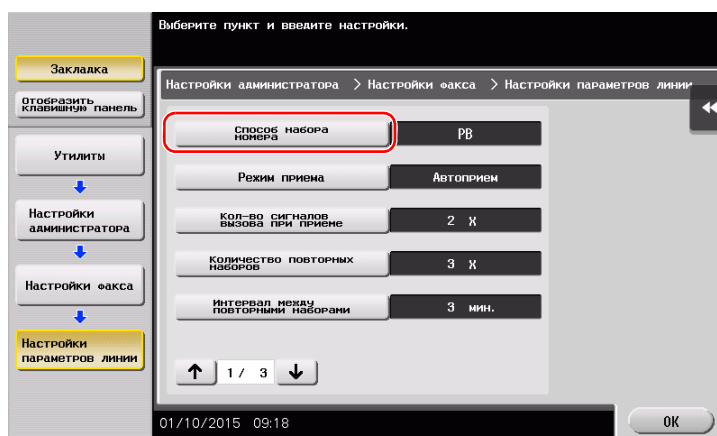 Выберите пункт и введите настройки.
Закладка
Отобразить
клавишную панель
Утилиты
Настройки
администратора
Настройки факса
Настройки
параметров линии
Настройки администратора > Настройки факса > Настройки параметров линии
Способ набора
номера
PB
Режим приема
Автоприем
Кол-во сигналов
вызова при приеме
2 X
Количество повторных
наборов
3 X
Интервал между
повторными наборами
3 мин.
1/ 3
01/10/2015 09:18
OK